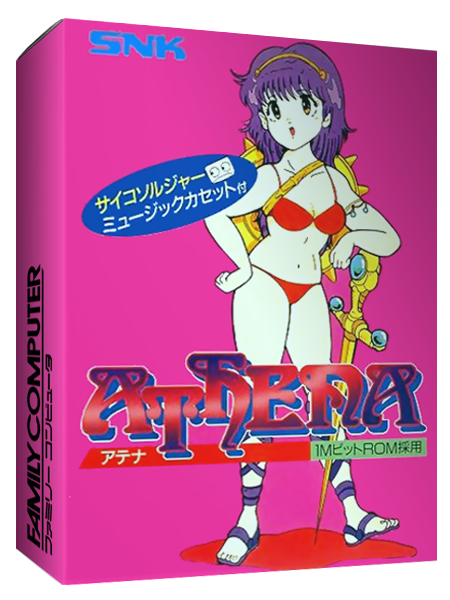 SNK
サイコソルジャー
ミュージックカセット付
ATHENA
アテナ
1MビットROM採用
FAMILY COMPUTER
ファミリー コンピュータ